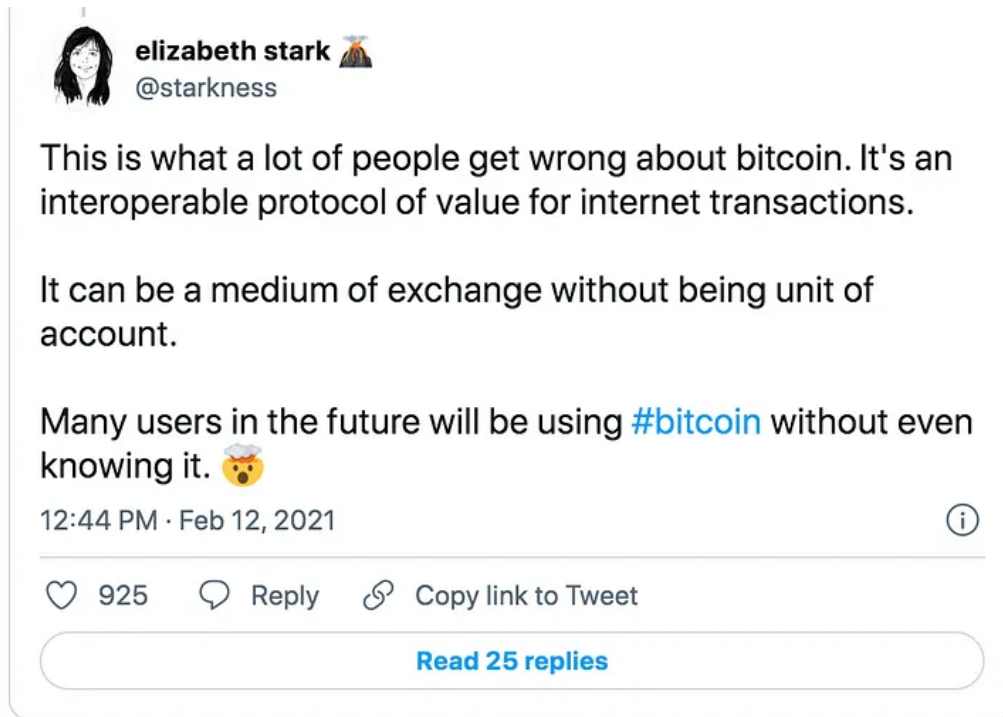 elizabeth stark 🌋
@starkness
This is what a lot of people get wrong about bitcoin. It's an
interoperable protocol of value for internet transactions.
It can be a medium of exchange without being unit of
account.
Many users in the future will be using #bitcoin without even
knowing it. 🤯
12:44 PM · Feb 12, 2021
925 Reply Copy link to Tweet
Read 25 replies